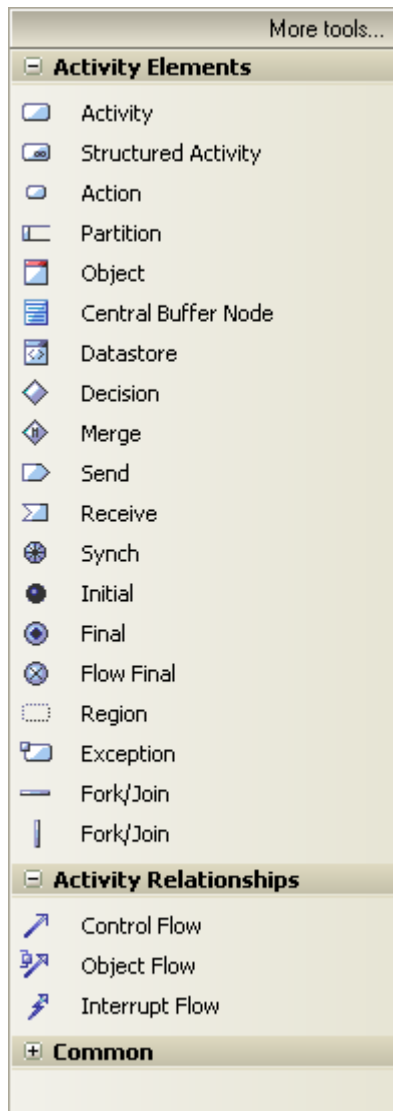 More tools...
Activity Elements
Activity
Structured Activity
Action
Partition
Object
Central Buffer Node
Datastore
Decision
Merge
Send
Receive
Synch
Initial
Final
Flow Final
Region
Exception
Fork/Join
Fork/Join
Activity Relationships
Control Flow
Object Flow
Interrupt Flow
Common